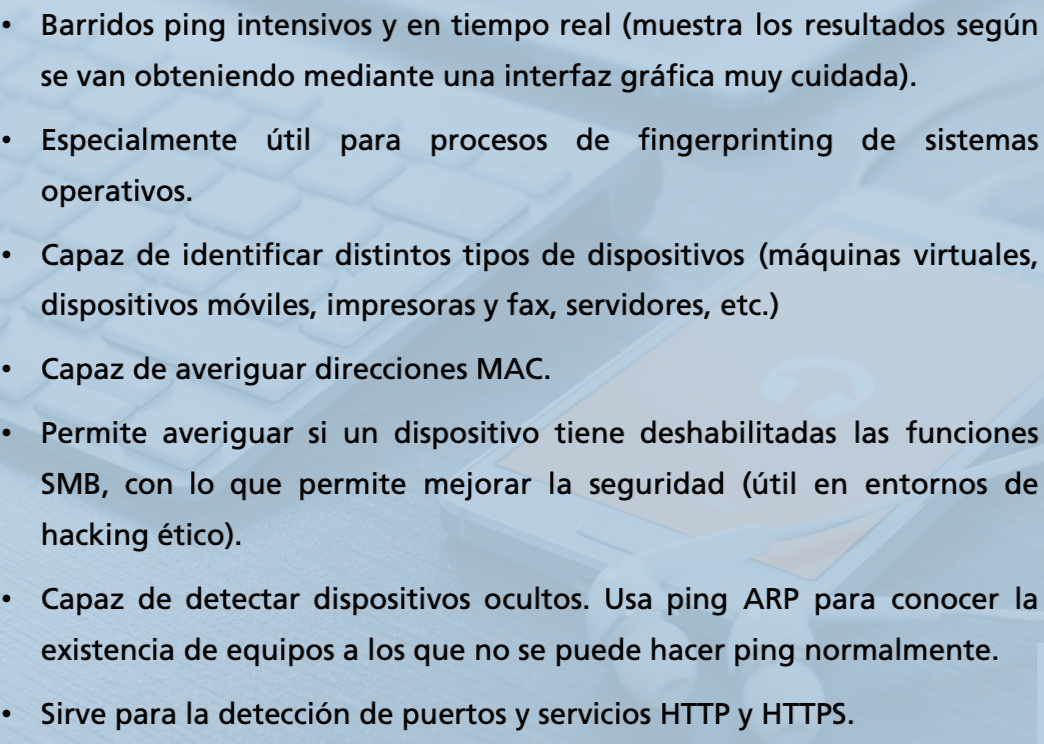 • Barridos ping intensivos y en tiempo real (muestra los resultados según
se van obteniendo mediante una interfaz gráfica muy cuidada).
• Especialmente útil para procesos de fingerprinting de sistemas
operativos.
• Capaz de identificar distintos tipos de dispositivos (máquinas virtuales,
dispositivos móviles, impresoras y fax, servidores, etc.)
• Capaz de averiguar direcciones MAC.
• Permite averiguar si un dispositivo tiene deshabilitadas las funciones
SMB, con lo que permite mejorar la seguridad (útil en entornos de
hacking ético).
• Capaz de detectar dispositivos ocultos. Usa ping ARP para conocer la
existencia de equipos a los que no se puede hacer ping normalmente.
• Sirve para la detección de puertos y servicios HTTP y HTTPS.